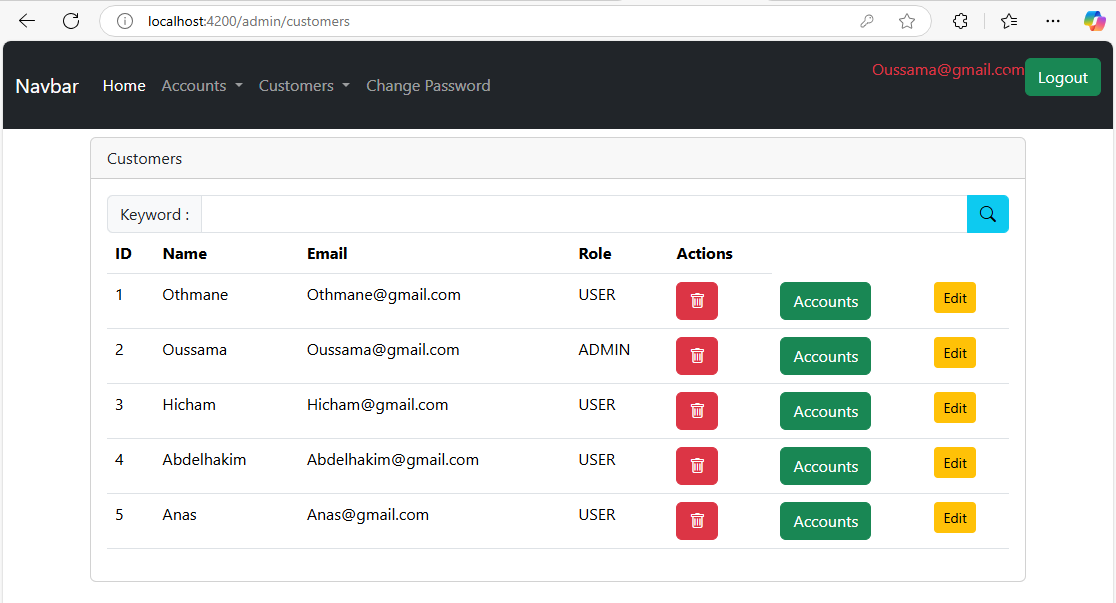 localhost:4200/admin/customers
Navbar Home Accounts Customers Change Password Oussama@gmail.com Logout
Customers
Keyword :
ID Name Email Role Actions
1 Othmane Othmane@gmail.com USER Accounts Edit
2 Oussama Oussama@gmail.com ADMIN Accounts Edit
3 Hicham Hicham@gmail.com USER Accounts Edit
4 Abdelhakim Abdelhakim@gmail.com USER Accounts Edit
5 Anas Anas@gmail.com USER Accounts Edit